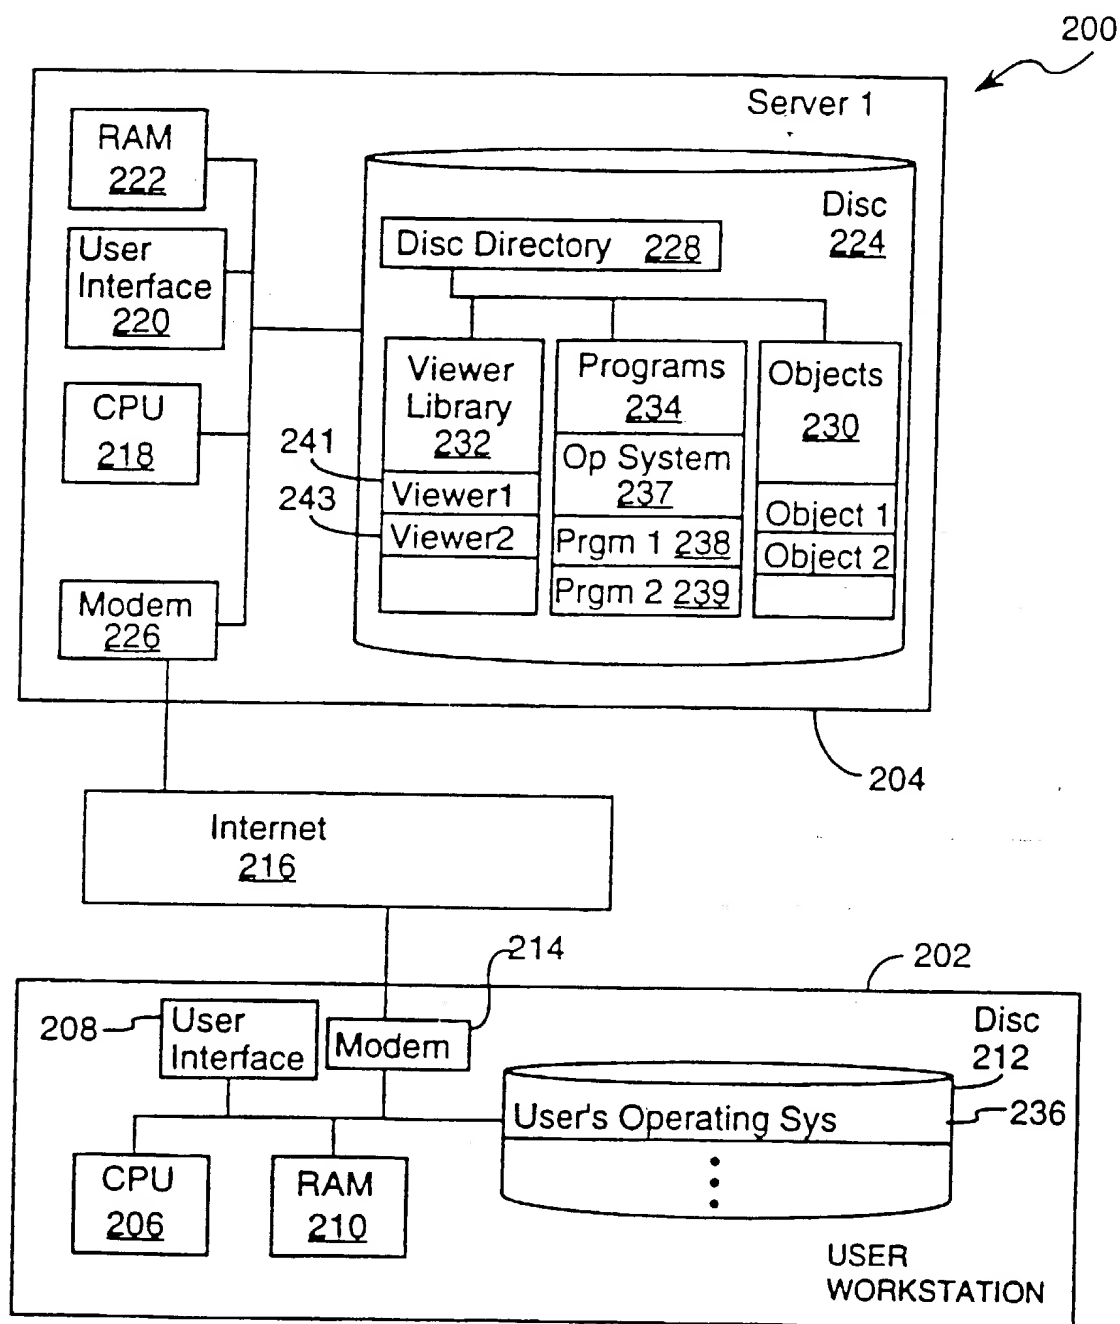 200
Server 1
RAM
222
User
Interface
220
CPU
218
Modem
226
Disc
224
Disc Directory 228
Viewer
Library
232
Viewer1
Viewer2
241
243
Programs
234
Op System
237
Prgm 1 238
Prgm 2 239
Objects
230
Object 1
Object 2
204
Internet
216
214
202
208
User
Interface
Modem
Disc
212
User's Operating Sys
236
CPU
206
RAM
210
USER
WORKSTATION